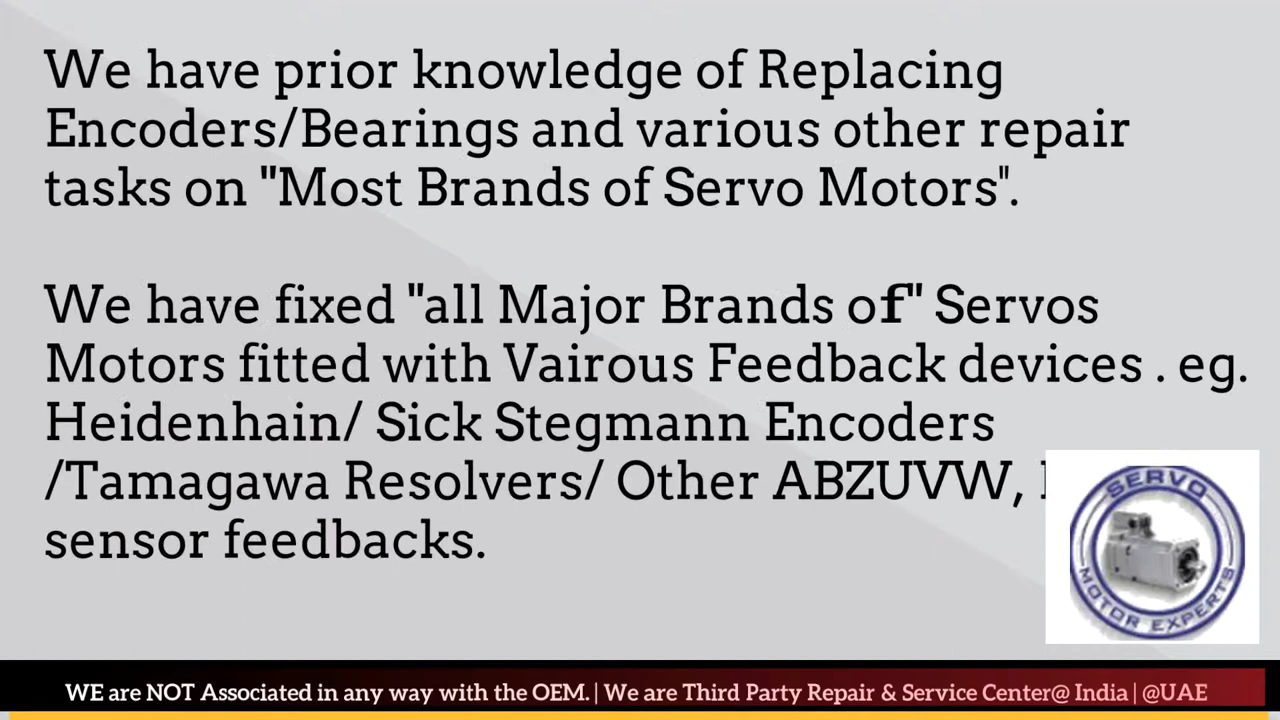 We have prior knowledge of Replacing
Encoders/Bearings and various other repair
tasks on "Most Brands of Servo Motors".
We have fixed "all Major Brands of" Servos
Motors fitted with Vairous Feedback devices . eg.
Heidenhain/ Sick Stegmann Encoders
/Tamagawa Resolvers/ Other ABZUVW,
sensor feedbacks.
SERVO
MOTOR EXPERTS
WE are NOT Associated in any way with the OEM. | We are Third Party Repair & Service Center@ India | @UAE